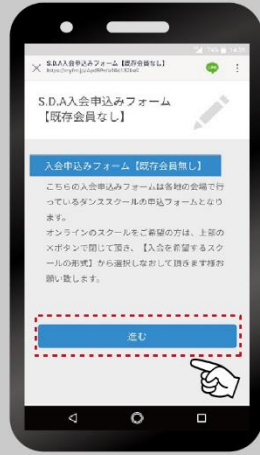 S.D.A入会申込みフォーム【既存会員なし】
S.D.A入会申込みフォーム
【既存会員なし】
入会申込みフォーム【既存会員無し】
こちらの入会申込みフォームは各地の会場で行
っているダンススクールの申込フォームとなり
ます。
オンラインのスクールをご希望の方は、上部の
×ボタンで閉じて頂き、【入会を希望するスク
ールの形式】から選択しなおして頂きます様お
願い致します。
進む